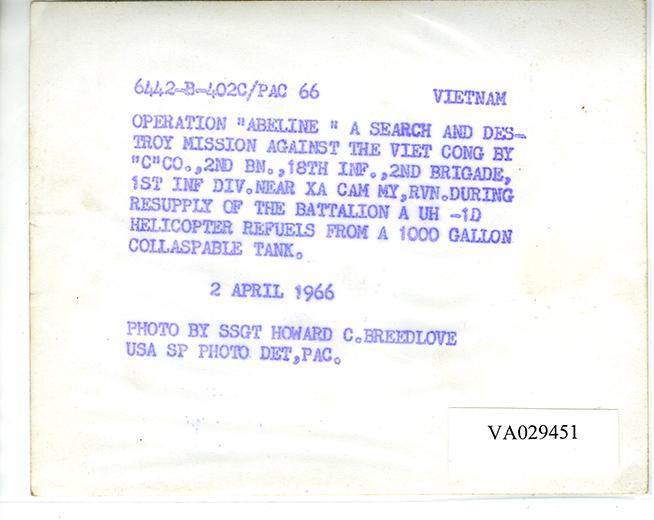 6442-B-402C/PAC 66 VIETNAM
OPERATION "ABELINE " A SEARCH AND DES-
TROY MISSION AGAINST THE VIET CONG BY
"C"CO.,2ND BN.,18TH INF.,2ND BRIGADE,
1ST INF DIV.NEAR XA CAM MY,RVN.DURING
RESUPPLY OF THE BATTALION A UH -1D
HELICOPTER REFUELS FROM A 1000 GALLON
COLLASPABLE TANK.
2 APRIL 1966
PHOTO BY SSGT HOWARD C.BREEDLOVE
USA SP PHOTO DET,PAC.
VA029451